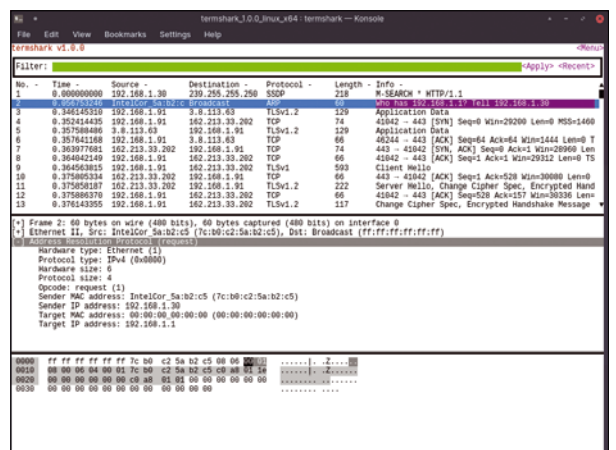 termshark_1.0.0_linux_x64 : termshark — Konsole
File Edit View Bookmarks Settings Help
termshark v1.0.0 <Menu>
Filter: <Apply> <Recent>
No. - Time - Source - Destination - Protocol - Length - Info -
1 0.000000000 192.168.1.30 239.255.255.250 SSDP 218 M-SEARCH * HTTP/1.1
2 0.056753246 IntelCor_5a:b2:c Broadcast ARP 60 Who has 192.168.1.1? Tell 192.168.1.30
3 0.346145310 192.168.1.91 3.8.113.63 TLSv1.2 129 Application Data
4 0.352414435 192.168.1.91 162.213.33.202 TCP 74 41042 → 443 [SYN] Seq=0 Win=29200 Len=0 MSS=1460
5 0.357588486 3.8.113.63 192.168.1.91 TLSv1.2 129 Application Data
6 0.357641168 192.168.1.91 3.8.113.63 TCP 66 46244 → 443 [ACK] Seq=64 Ack=64 Win=1444 Len=0 T
7 0.363977681 162.213.33.202 192.168.1.91 TCP 74 443 → 41042 [SYN, ACK] Seq=0 Ack=1 Win=28960 Len
8 0.364042149 192.168.1.91 162.213.33.202 TCP 66 41042 → 443 [ACK] Seq=1 Ack=1 Win=29312 Len=0 TS
9 0.364563815 192.168.1.91 162.213.33.202 TLSv1 593 Client Hello
10 0.375805334 162.213.33.202 192.168.1.91 TCP 66 443 → 41042 [ACK] Seq=1 Ack=528 Win=30080 Len=0
11 0.375858187 162.213.33.202 192.168.1.91 TLSv1.2 222 Server Hello, Change Cipher Spec, Encrypted Hand
12 0.375886370 192.168.1.91 162.213.33.202 TCP 66 41042 → 443 [ACK] Seq=528 Ack=157 Win=30336 Len=
13 0.376143355 192.168.1.91 162.213.33.202 TLSv1.2 117 Change Cipher Spec, Encrypted Handshake Message
[+] Frame 2: 60 bytes on wire (480 bits), 60 bytes captured (480 bits) on interface 0
[+] Ethernet II, Src: IntelCor_5a:b2:c5 (7c:b0:c2:5a:b2:c5), Dst: Broadcast (ff:ff:ff:ff:ff:ff)
[-] Address Resolution Protocol (request)
Hardware type: Ethernet (1)
Protocol type: IPv4 (0x0800)
Hardware size: 6
Protocol size: 4
Opcode: request (1)
Sender MAC address: IntelCor_5a:b2:c5 (7c:b0:c2:5a:b2:c5)
Sender IP address: 192.168.1.30
Target MAC address: 00:00:00_00:00:00 (00:00:00:00:00:00)
Target IP address: 192.168.1.1
0000 ff ff ff ff ff ff 7c b0 c2 5a b2 c5 08 06 00 01 ......|. .Z....
0010 08 00 06 04 00 01 7c b0 c2 5a b2 c5 c0 a8 01 1e ......|. .Z......
0020 00 00 00 00 00 00 c0 a8 01 01 00 00 00 00 00 00 ........ ........
0030 00 00 00 00 00 00 00 00 00 00 00 00 ........ ....